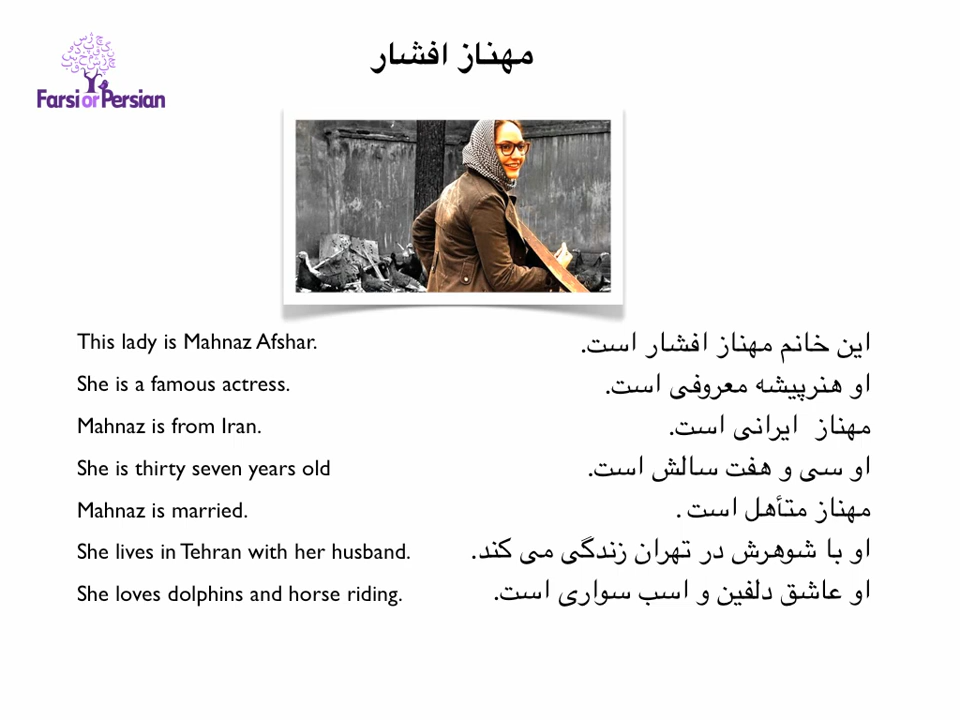 مهناز افشار
Farsi or Persian
This lady is Mahnaz Afshar.
این خانم مهناز افشار است.
She is a famous actress.
او هنرپیشه معروفی است.
Mahnaz is from Iran.
مهناز ایرانی است.
She is thirty seven years old
او سی و هفت سالش است.
Mahnaz is married.
مهناز متأهل است .
She lives in Tehran with her husband.
او با شوهرش در تهران زندگی می کند.
She loves dolphins and horse riding.
او عاشق دلفین و اسب سواری است.